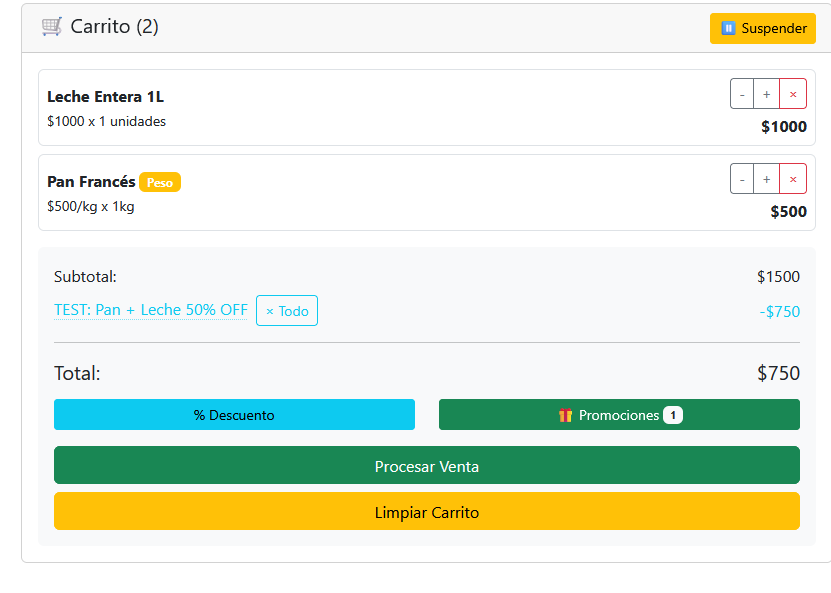 Carrito (2)
Suspender
Leche Entera 1L
- + ×
$1000 x 1 unidades
$1000
Pan Francés Peso
- + ×
$500/kg x 1kg
$500
Subtotal: $1500
TEST: Pan + Leche 50% OFF × Todo -$750
Total: $750
% Descuento
Promociones 1
Procesar Venta
Limpiar Carrito